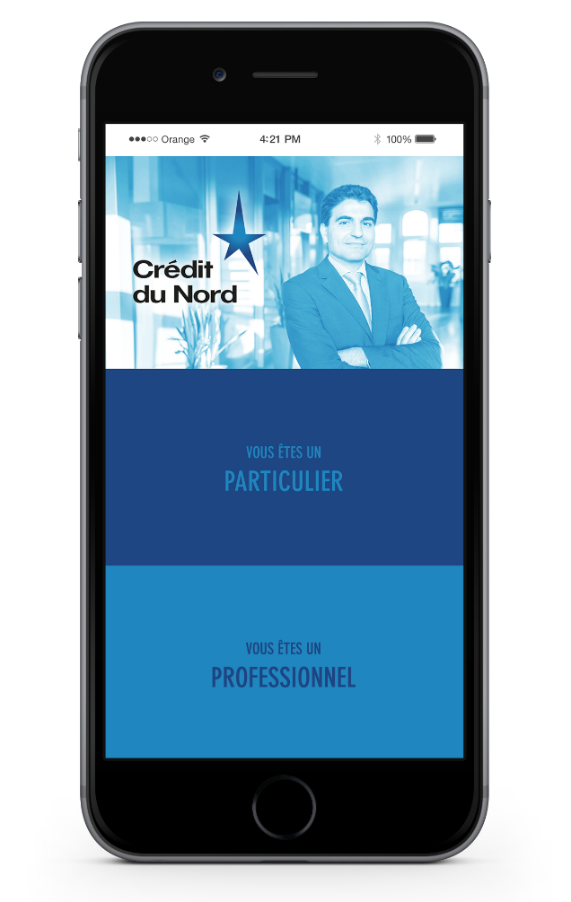 ●●●○○ Orange 4:21 PM 100%
Crédit
du Nord
VOUS ÊTES UN
PARTICULIER
VOUS ÊTES UN
PROFESSIONNEL